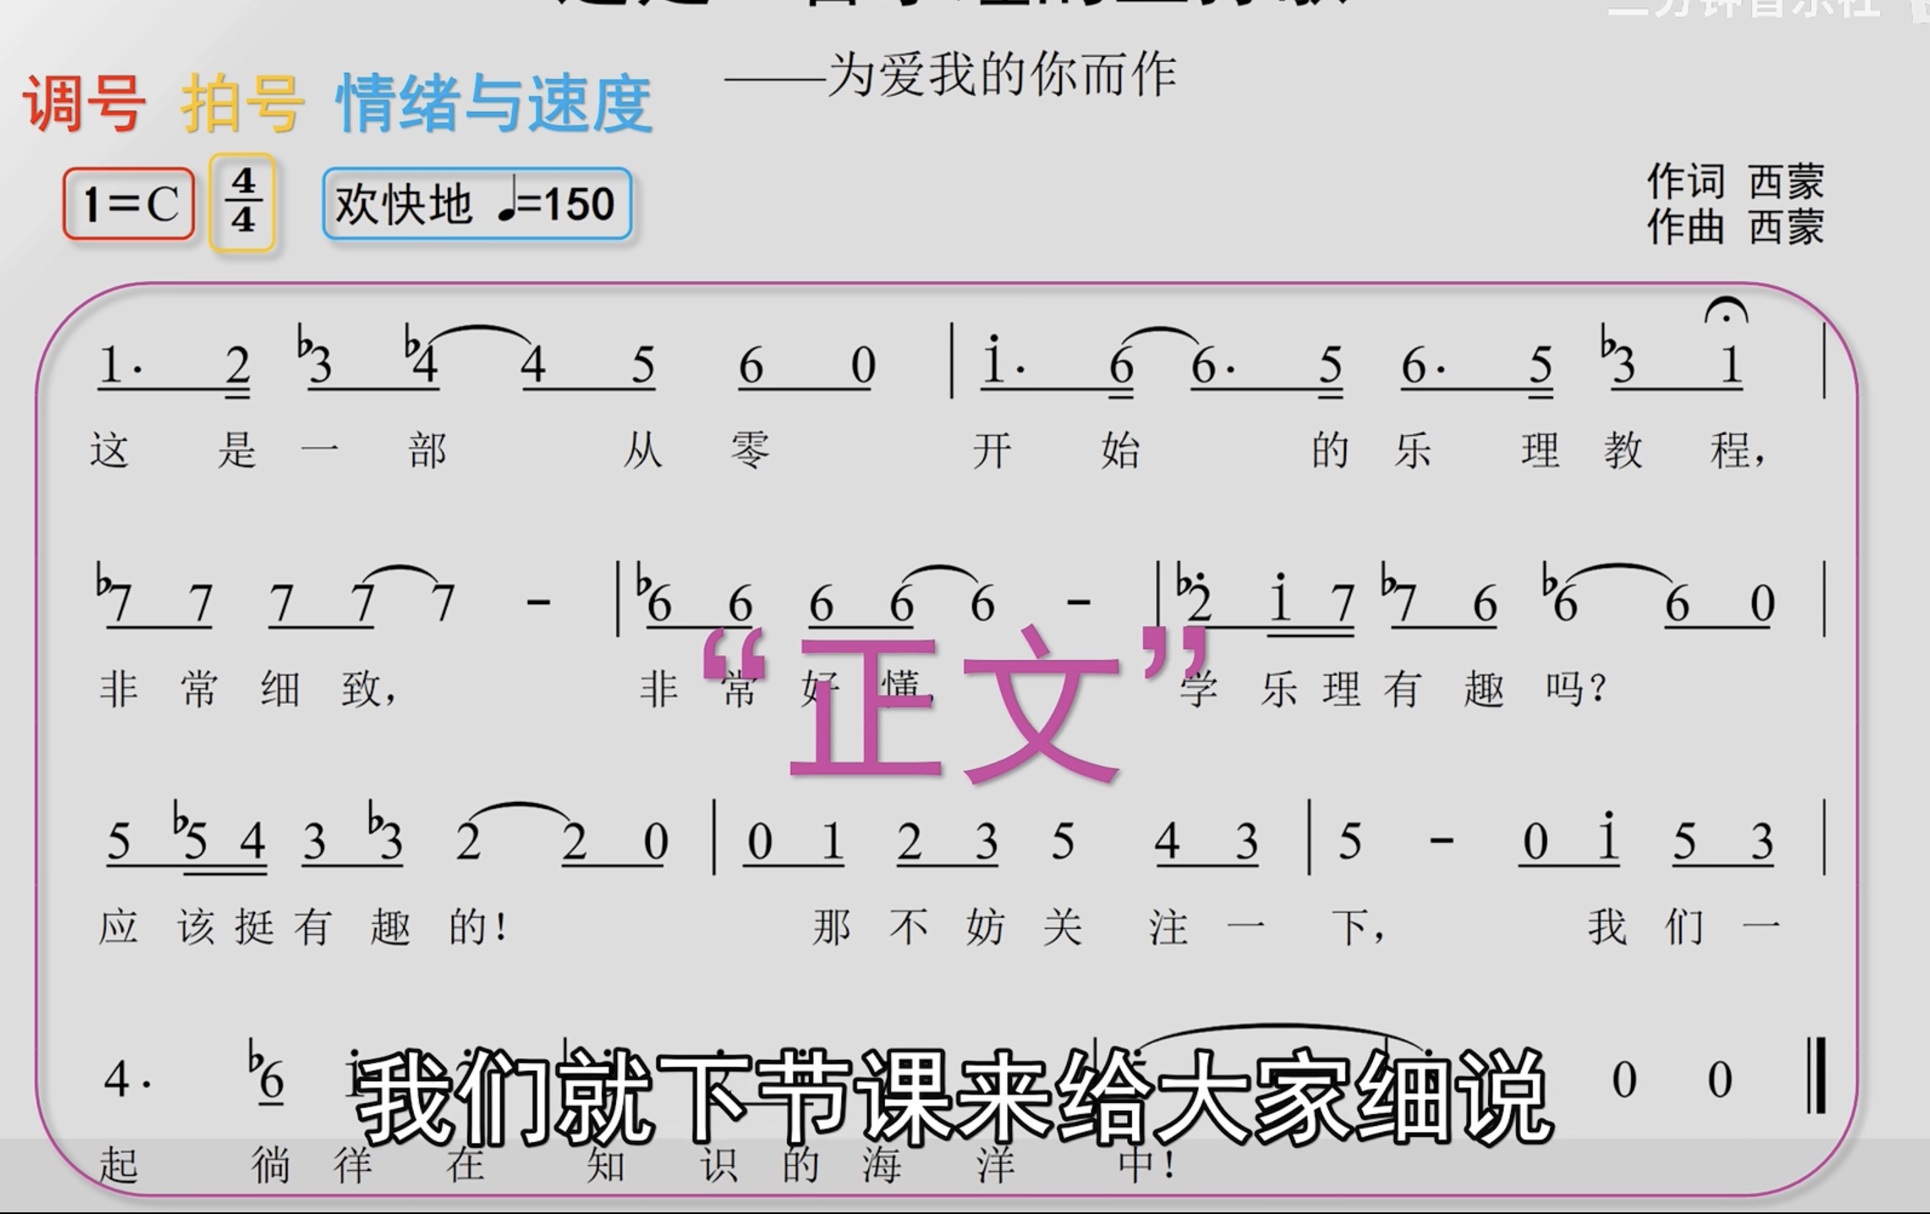 ——为爱我的你而作
调号 拍号 情绪与速度
1=C 4/4 欢快地 ♩=150
作词 西蒙
作曲 西蒙
1· 2 ♭3 ♭4 4 5 6 0 | i· 6 6· 5 6· 5 ♭3 1 |
这 是 一 部 从 零 开 始 的 乐 理 教 程，
♭7 7 7 7 7 - | ♭6 6 6 6 6 - | ♭2̇ i 7 ♭7 6 ♭6 6 0 |
非 常 细 致， 非 常 好 懂， 学 乐 理 有 趣 吗？
“正文”
5 ♭5 4 3 ♭3 2 2 0 | 0 1 2 3 5 4 3 | 5 - 0 i 5 3 |
应 该 挺 有 趣 的！ 那 不 妨 关 注 一 下， 我 们 一
4· ♭6 0 0
我们就下节课来给大家细说
起 徜 徉 在 知 识 的 海 洋 中！